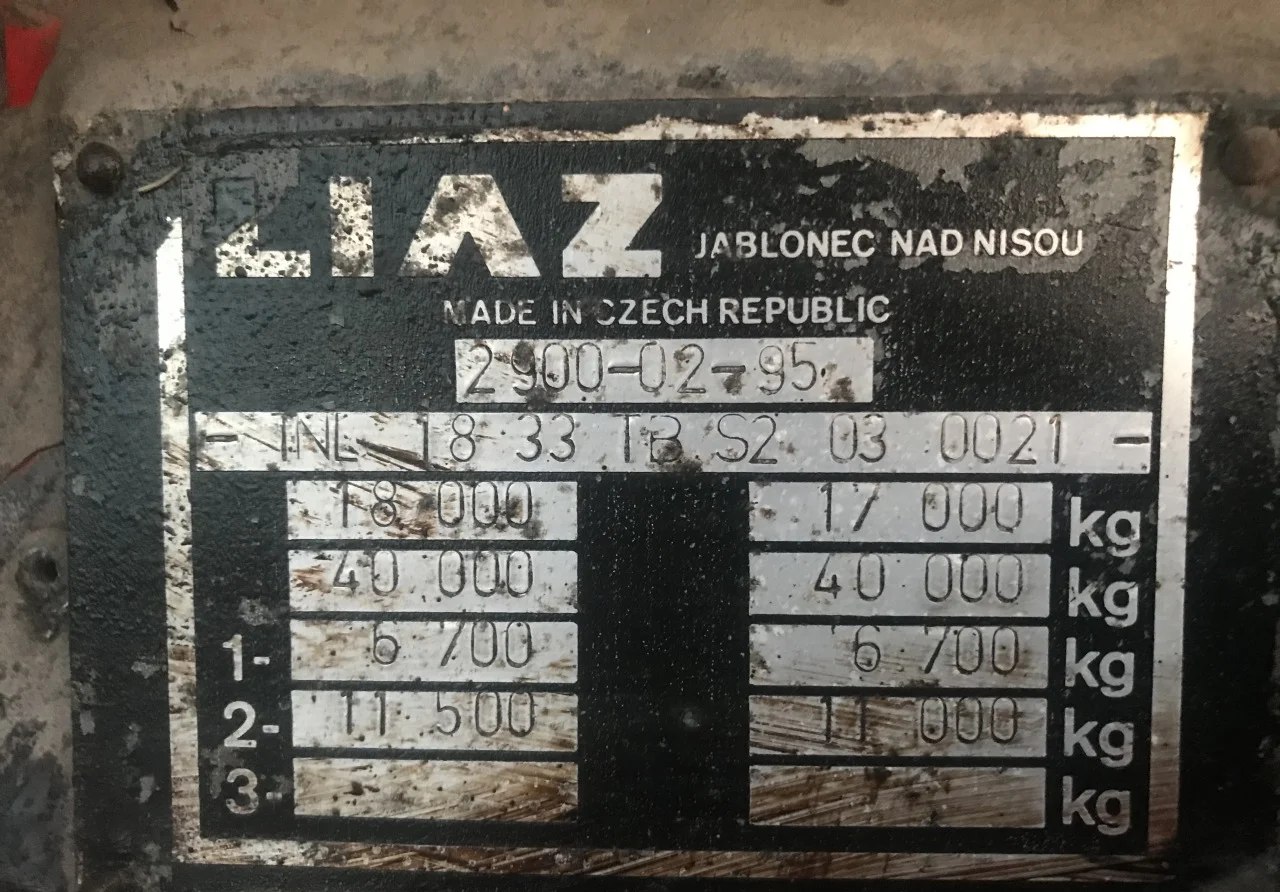 LIAZ JABLONEC NAD NISOU
MADE IN CZECH REPUBLIC
2900-02-95
- TNL 18 33 TB S2 03 0021 -
18 000 17 000 kg
40 000 40 000 kg
1- 6 700 6 700 kg
2- 11 500 11 000 kg
3- kg